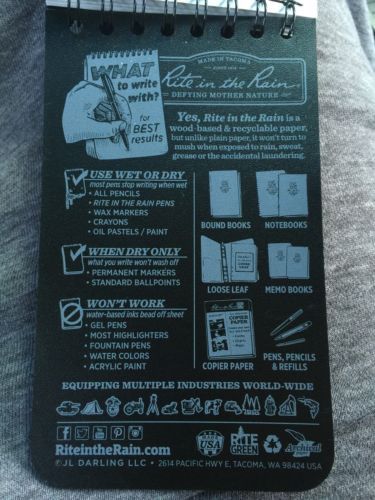 WHAT
to write
with?
for
BEST
results
MADE IN TACOMA
SINCE 1916
Rite in the Rain
DEFYING MOTHER NATURE
Yes, Rite in the Rain is a
wood-based & recyclable paper,
but unlike plain paper, it won't turn to
mush when exposed to rain, sweat,
grease or the accidental laundering.
USE WET OR DRY
most pens stop writing when wet
• ALL PENCILS
• RITE IN THE RAIN PENS
• WAX MARKERS
• CRAYONS
• OIL PASTELS / PAINT
WHEN DRY ONLY
what you write won't wash off
• PERMANENT MARKERS
• STANDARD BALLPOINTS
WON'T WORK
water-based inks bead off sheet
• GEL PENS
• MOST HIGHLIGHTERS
• FOUNTAIN PENS
• WATER COLORS
• ACRYLIC PAINT
BOUND BOOKS
NOTEBOOKS
LOOSE LEAF
MEMO BOOKS
COPIER
PAPER
COPIER PAPER
PENS, PENCILS
& REFILLS
EQUIPPING MULTIPLE INDUSTRIES WORLD-WIDE
RiteintheRain.com
MADE
USA
RITE
GREEN
Archival
© JL DARLING LLC • 2614 PACIFIC HWY E, TACOMA, WA 98424 USA